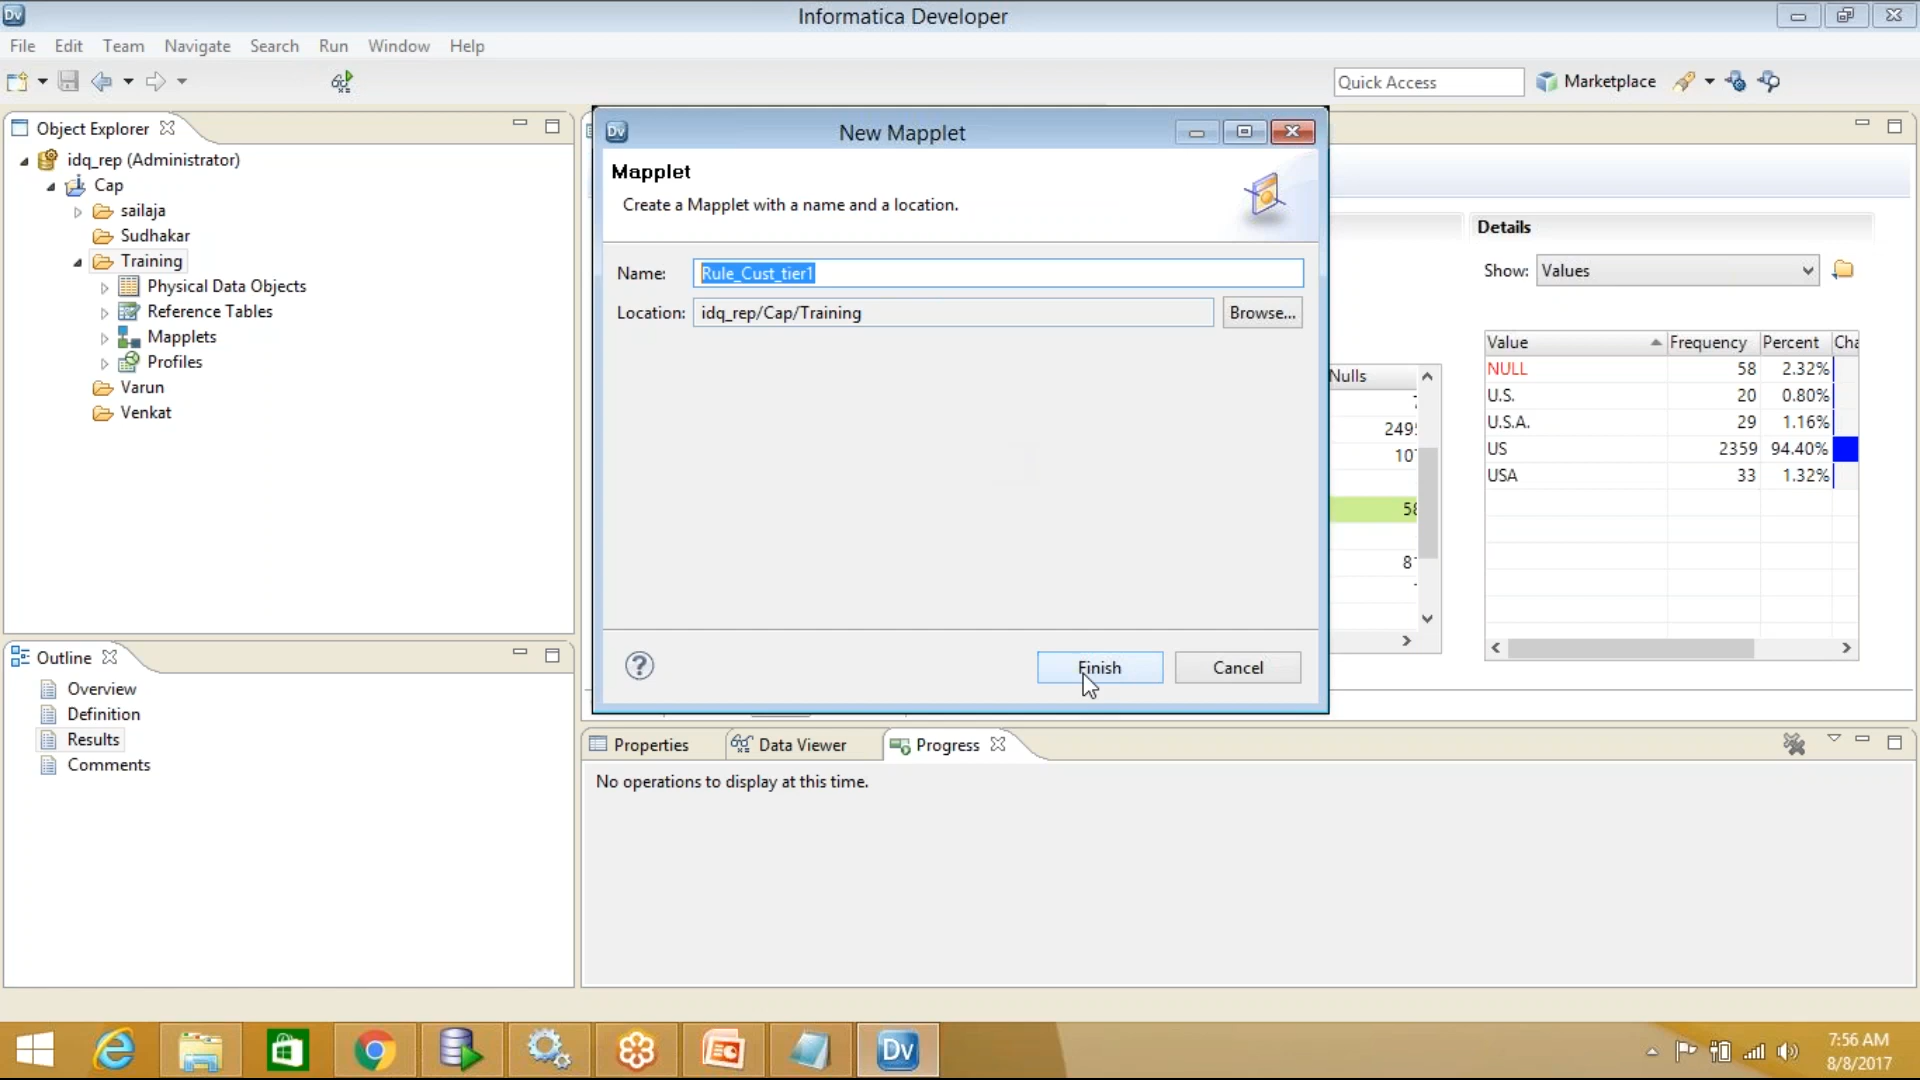 Dv
Informatica Developer
File Edit Team Navigate Search Run Window Help
Quick Access
Marketplace
Object Explorer
idq_rep (Administrator)
Cap
sailaja
Sudhakar
Training
Physical Data Objects
Reference Tables
Mapplets
Profiles
Varun
Venkat
Dv
New Mapplet
Mapplet
Create a Mapplet with a name and a location.
Name: Rule_Cust_tier1
Location: idq_rep/Cap/Training Browse...
Finish Cancel
Nulls
Details
Show: Values
Value Frequency Percent Cha
NULL 58 2.32%
U.S. 20 0.80%
U.S.A. 29 1.16%
US 2359 94.40%
USA 33 1.32%
Outline
Overview
Definition
Results
Comments
Properties Data Viewer Progress
No operations to display at this time.
Dv
7:56 AM
8/8/2017